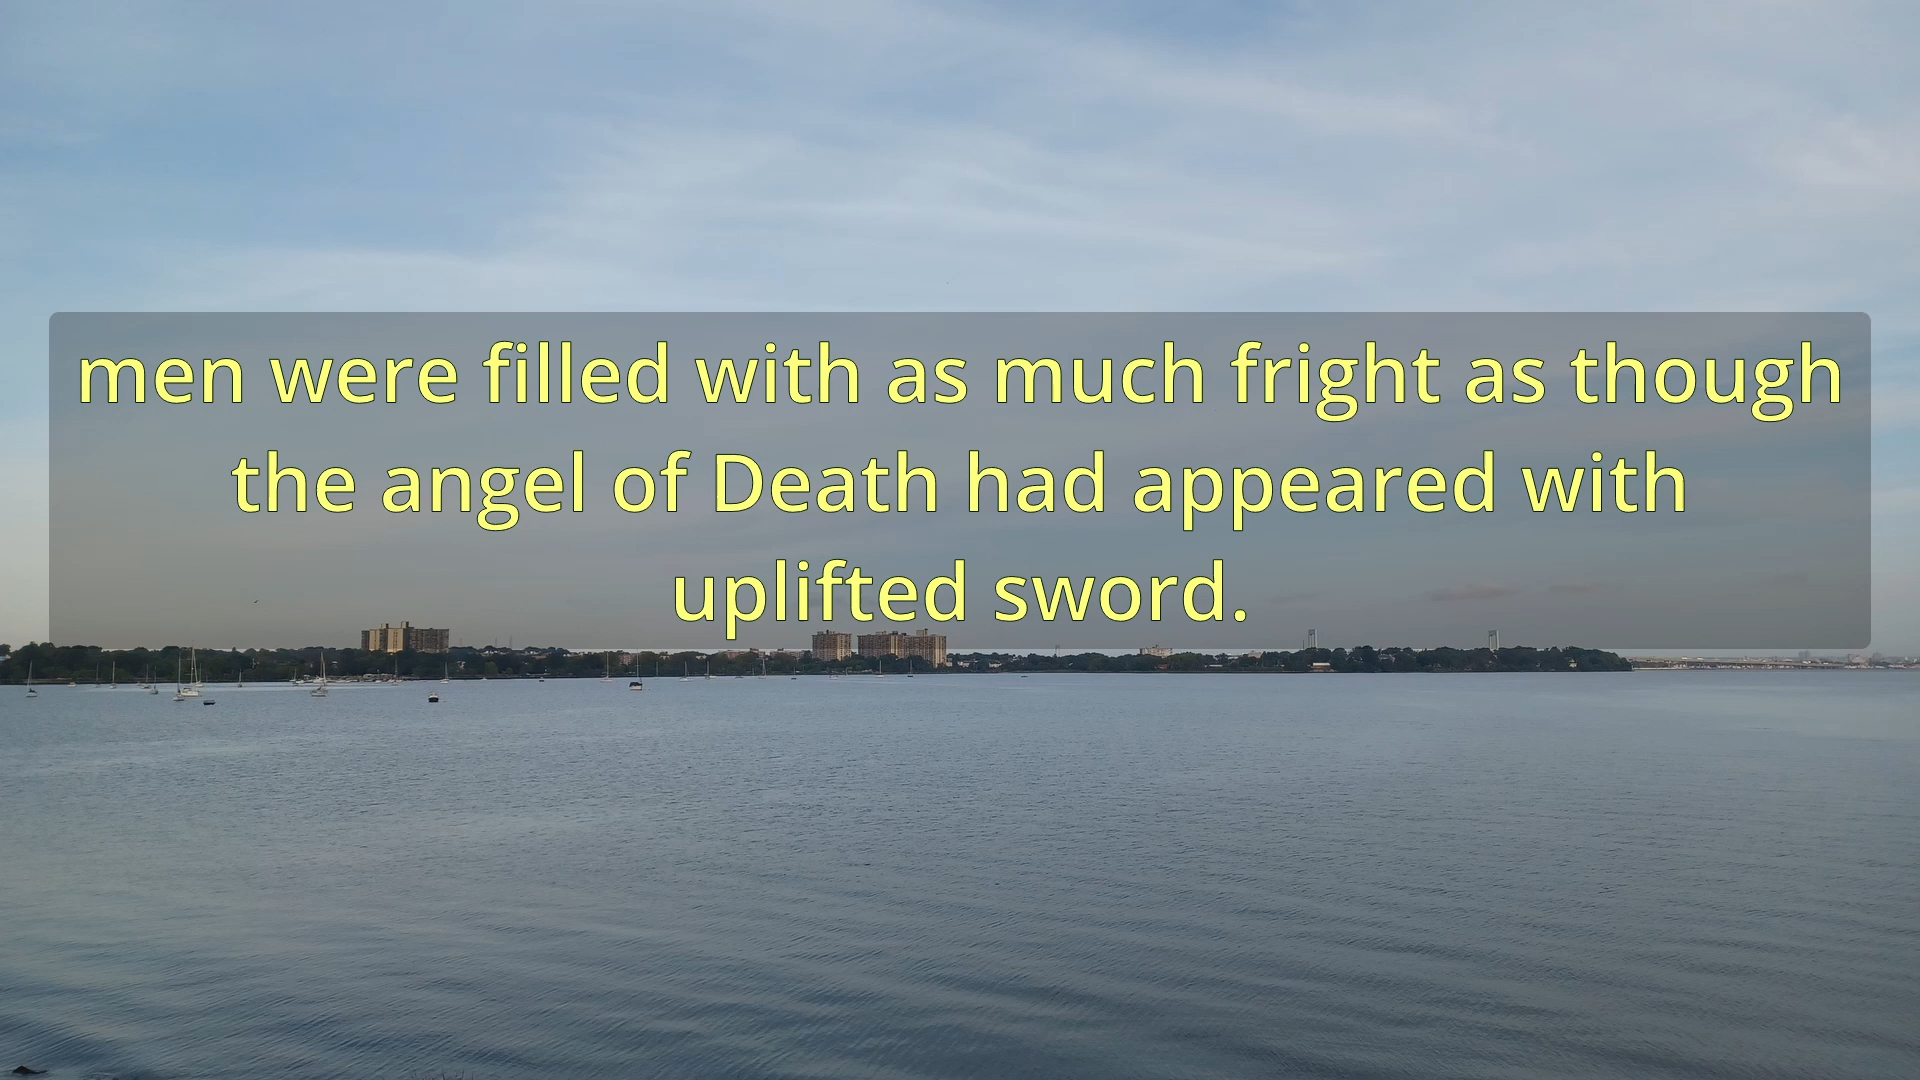 men were filled with as much fright as though
the angel of Death had appeared with
uplifted sword.